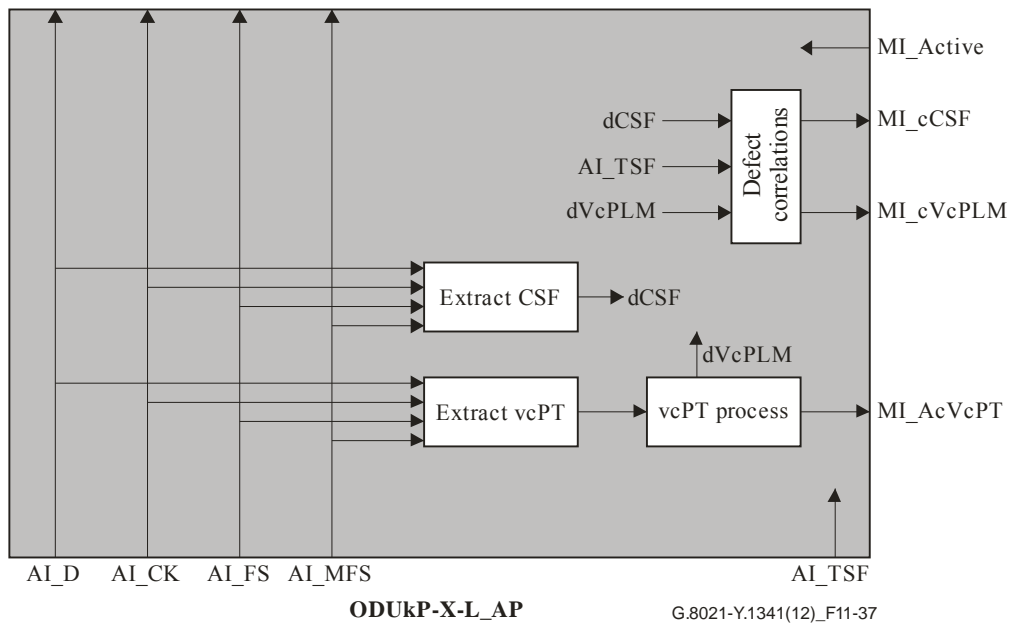 MI_Active
dCSF
MI_cCSF
AI_TSF
Defect
correlations
dVcPLM
MI_cVcPLM
Extract CSF
dCSF
dVcPLM
Extract vcPT
vcPT process
MI_AcVcPT
AI_D
AI_CK
AI_FS
AI_MFS
AI_TSF
ODUkP-X-L_AP
G.8021-Y.1341(12)_F11-37